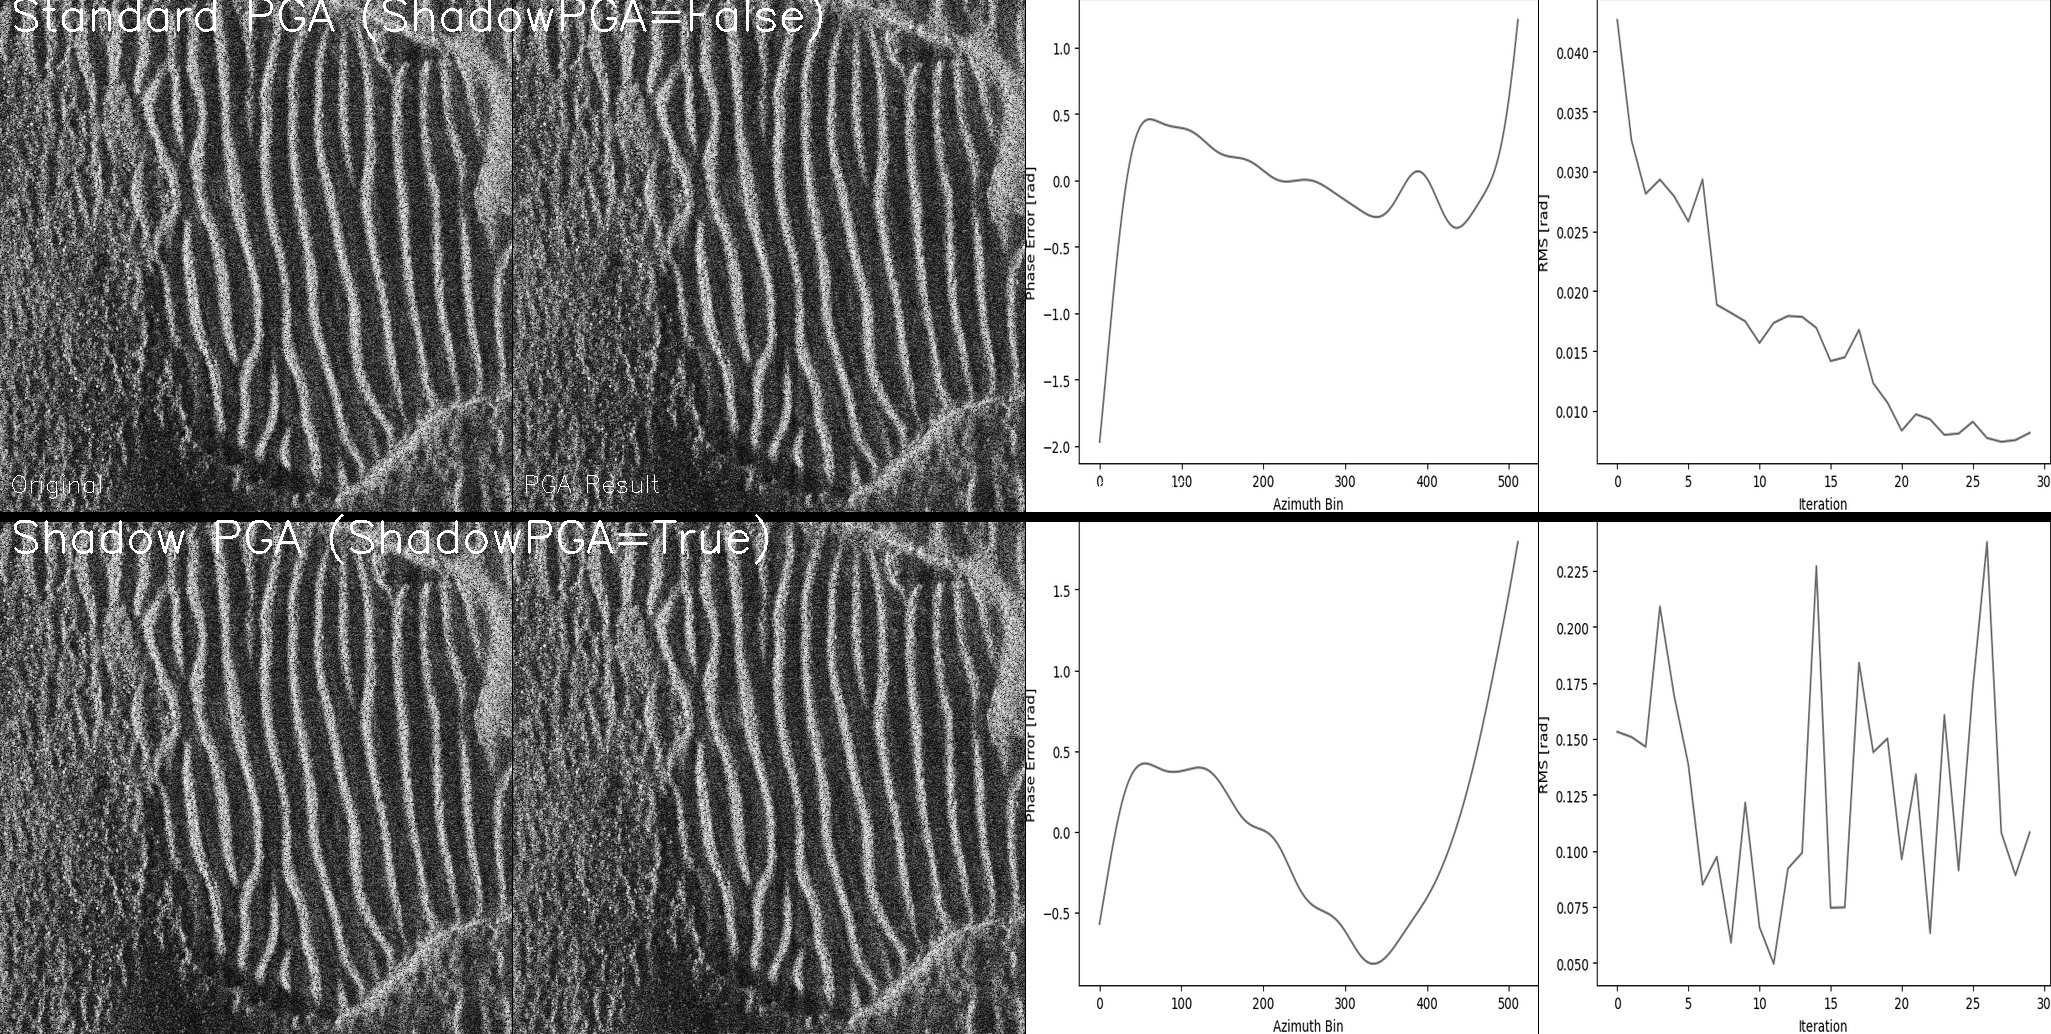 Standard PGA (ShadowPGA=False)
Original
PGA Result
Phase Error [rad]
1.0
0.5
0.0
−0.5
−1.0
−1.5
−2.0
0 100 200 300 400 500
Azimuth Bin
RMS [rad]
0.040
0.035
0.030
0.025
0.020
0.015
0.010
0 5 10 15 20 25 30
Iteration
Shadow PGA (ShadowPGA=True)
Phase Error [rad]
1.5
1.0
0.5
0.0
−0.5
0 100 200 300 400 500
Azimuth Bin
RMS [rad]
0.225
0.200
0.175
0.150
0.125
0.100
0.075
0.050
0 5 10 15 20 25 30
Iteration